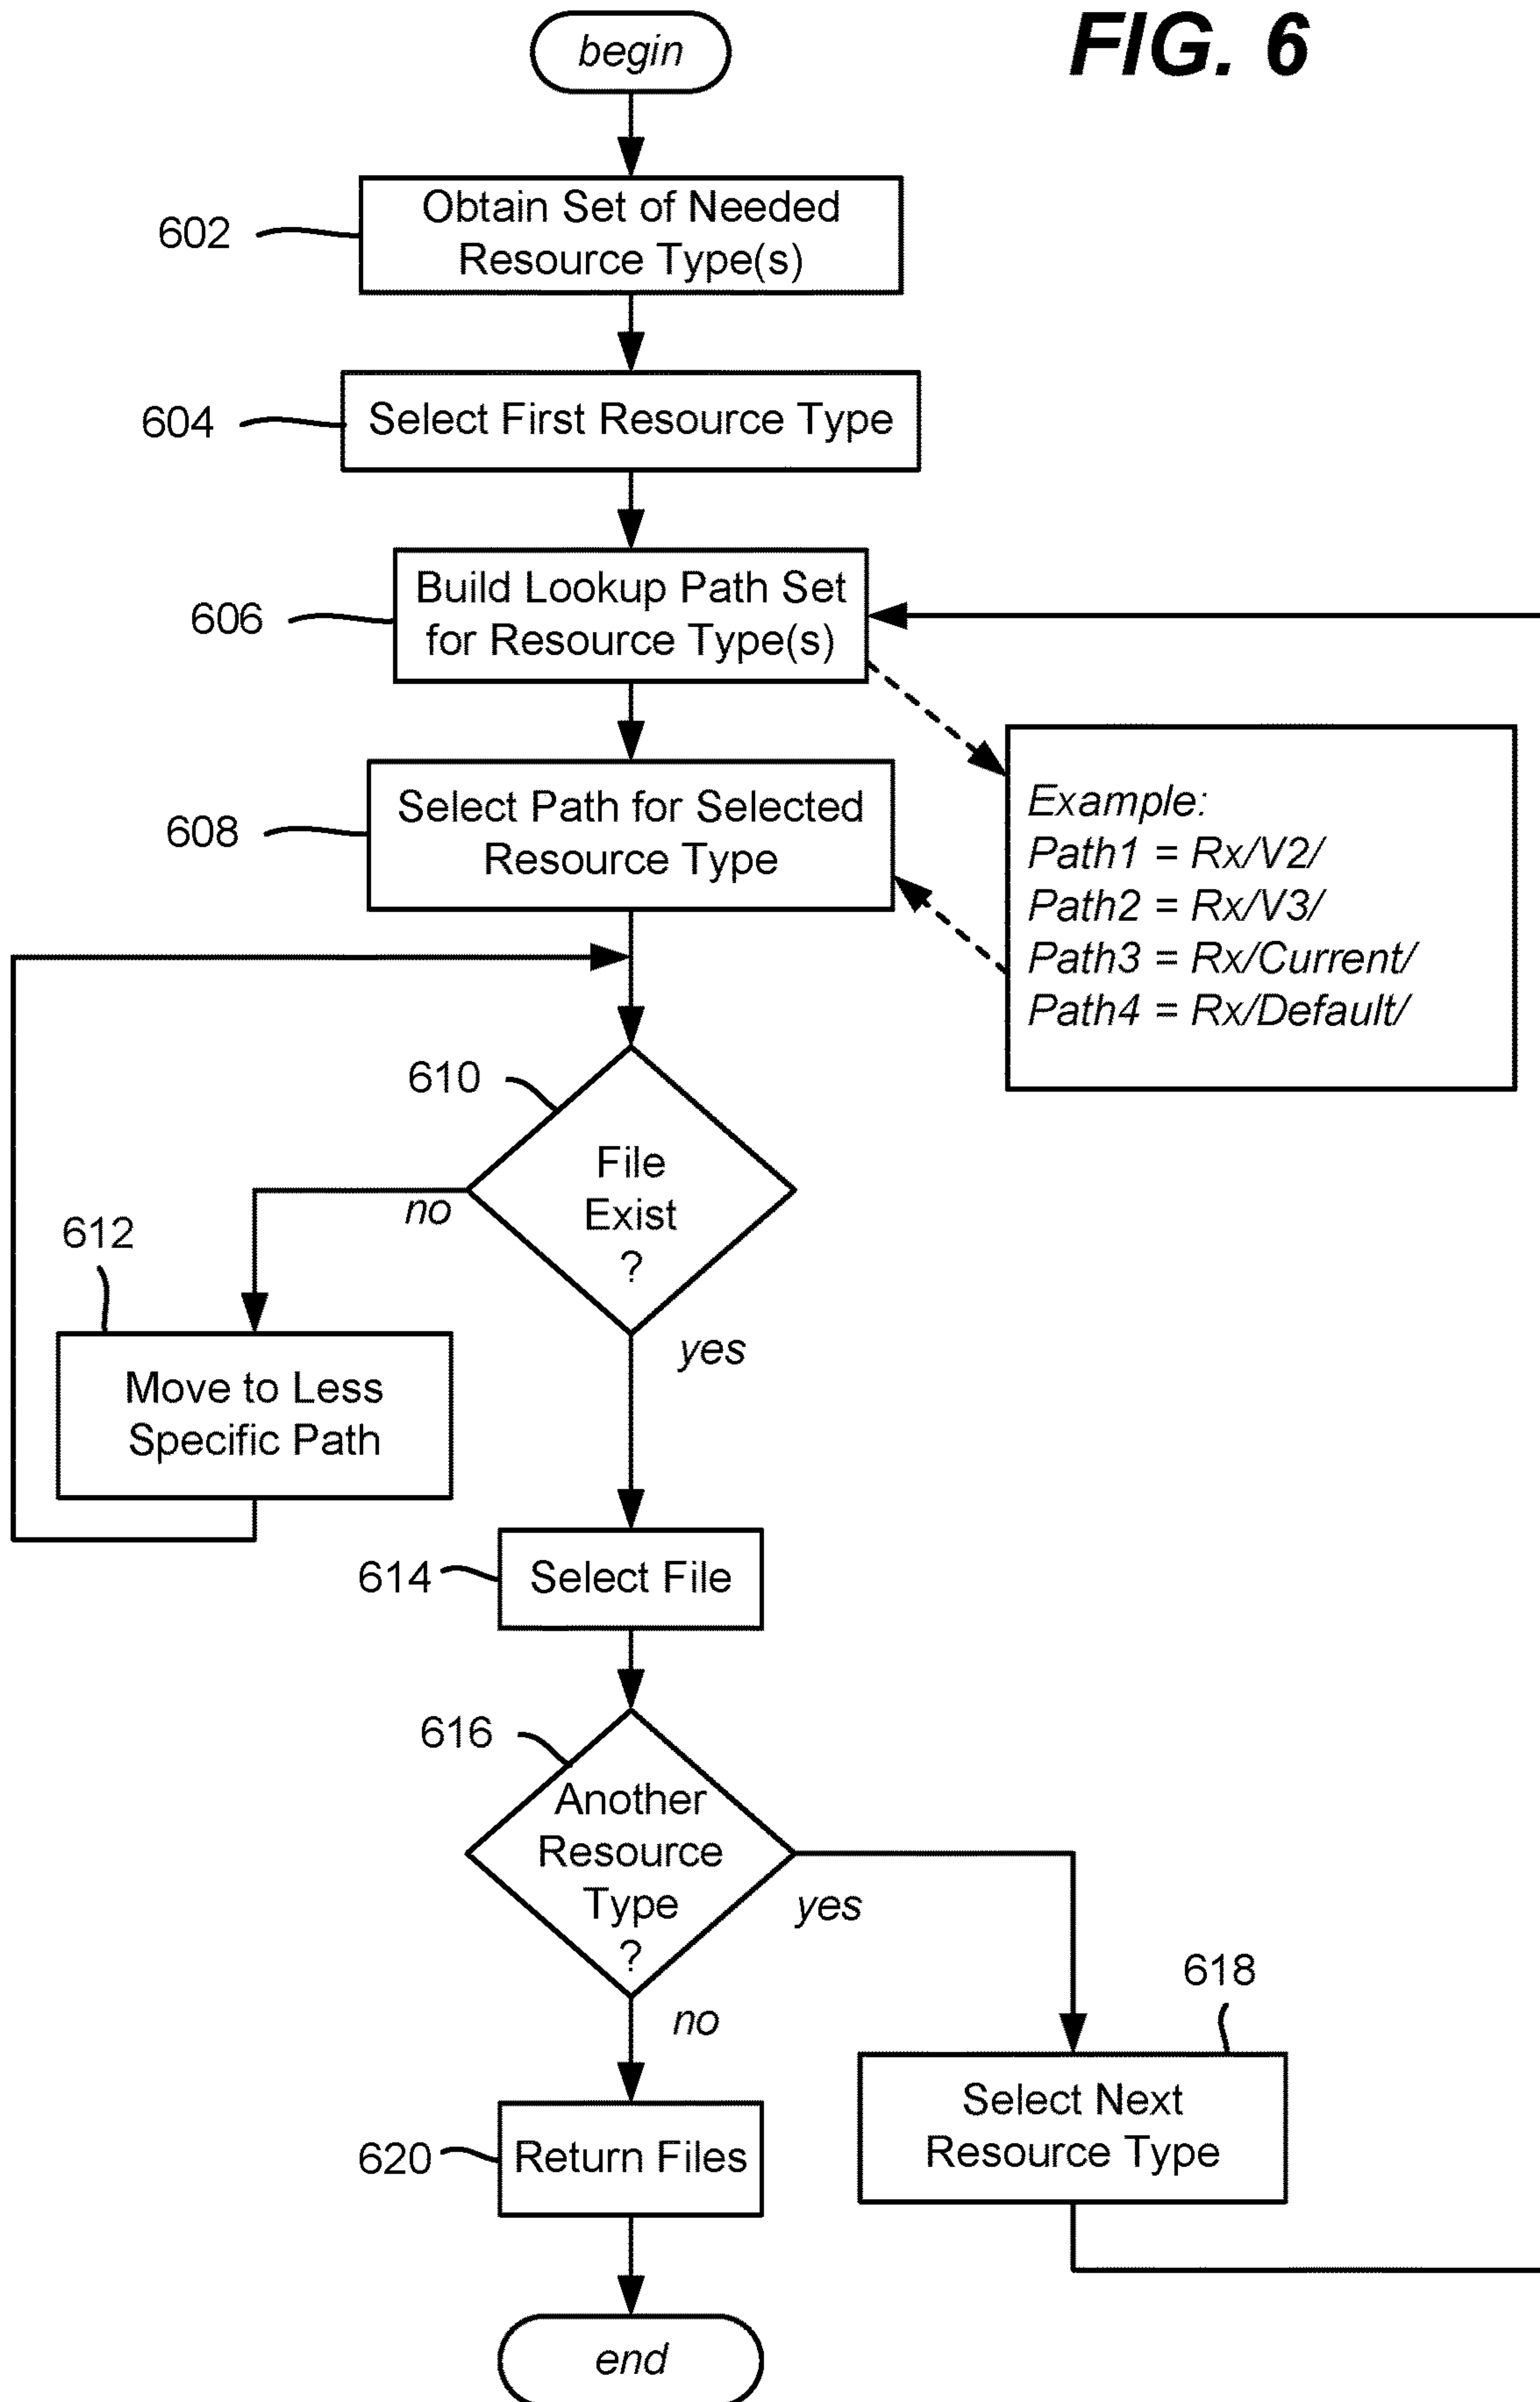 FIG. 6
begin
602
Obtain Set of Needed
Resource Type(s)
604
Select First Resource Type
606
Build Lookup Path Set
for Resource Type(s)
608
Select Path for Selected
Resource Type
Example:
Path1 = Rx/V2/
Path2 = Rx/V3/
Path3 = Rx/Current/
Path4 = Rx/Default/
610
File
Exist
?
no
yes
612
Move to Less
Specific Path
614
Select File
616
Another
Resource
Type
?
yes
no
618
Select Next
Resource Type
620
Return Files
end